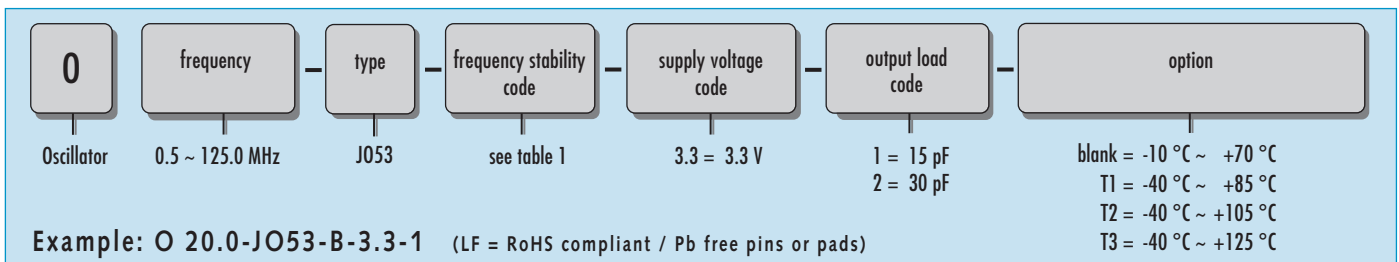 O
frequency
–
type
–
frequency stability
code
–
supply voltage
code
–
output load
code
–
option
Oscillator
0.5 ~ 125.0 MHz
JO53
see table 1
3.3 = 3.3 V
1 = 15 pF
2 = 30 pF
blank = -10 °C ~ +70 °C
T1 = -40 °C ~ +85 °C
T2 = -40 °C ~ +105 °C
T3 = -40 °C ~ +125 °C
Example: O 20.0-JO53-B-3.3-1 (LF = RoHS compliant / Pb free pins or pads)